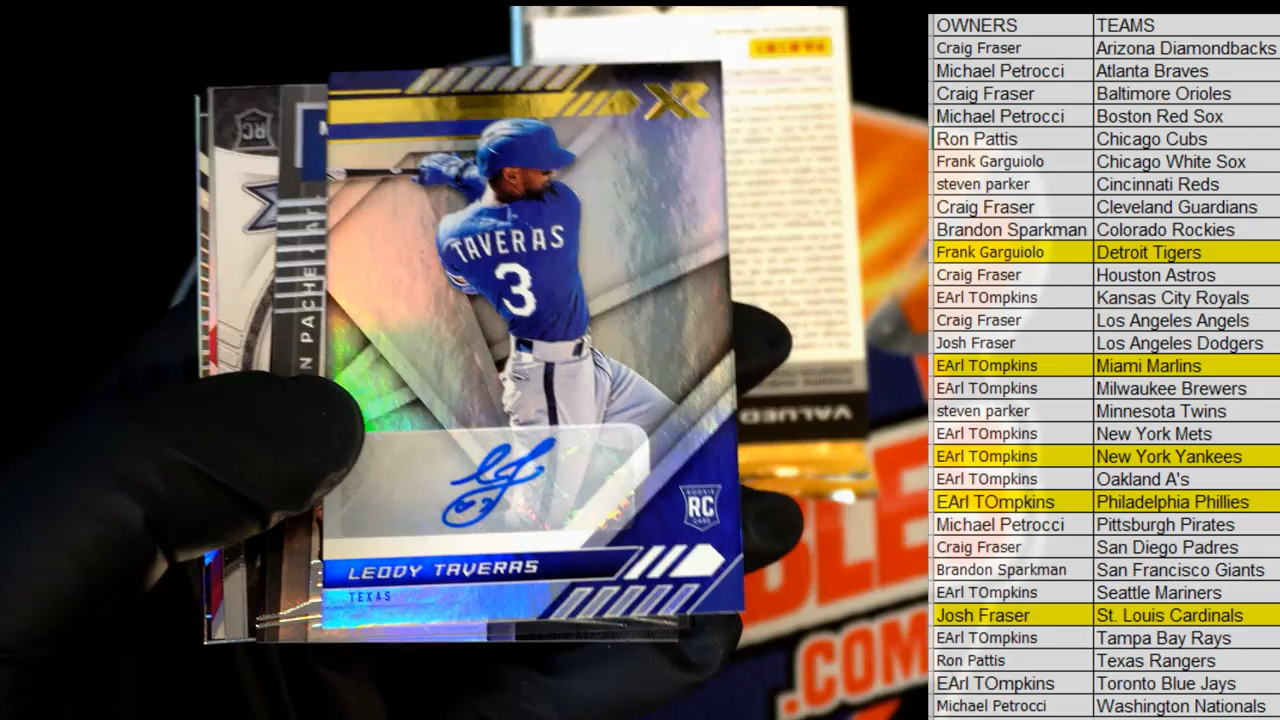 XR
TAVERAS
3
RC
ROOKIE
RC
CARD
LEODY TAVERAS
TEXAS
N PACHE
PANINI
VALUED
BLE
.COM
OWNERS TEAMS
Craig Fraser Arizona Diamondbacks
Michael Petrocci Atlanta Braves
Craig Fraser Baltimore Orioles
Michael Petrocci Boston Red Sox
Ron Pattis Chicago Cubs
Frank Garguiolo Chicago White Sox
steven parker Cincinnati Reds
Craig Fraser Cleveland Guardians
Brandon Sparkman Colorado Rockies
Frank Garguiolo Detroit Tigers
Craig Fraser Houston Astros
EArl TOmpkins Kansas City Royals
Craig Fraser Los Angeles Angels
Josh Fraser Los Angeles Dodgers
EArl TOmpkins Miami Marlins
EArl TOmpkins Milwaukee Brewers
steven parker Minnesota Twins
EArl TOmpkins New York Mets
EArl TOmpkins New York Yankees
EArl TOmpkins Oakland A's
EArl TOmpkins Philadelphia Phillies
Michael Petrocci Pittsburgh Pirates
Craig Fraser San Diego Padres
Brandon Sparkman San Francisco Giants
EArl TOmpkins Seattle Mariners
Josh Fraser St. Louis Cardinals
EArl TOmpkins Tampa Bay Rays
Ron Pattis Texas Rangers
EArl TOmpkins Toronto Blue Jays
Michael Petrocci Washington Nationals